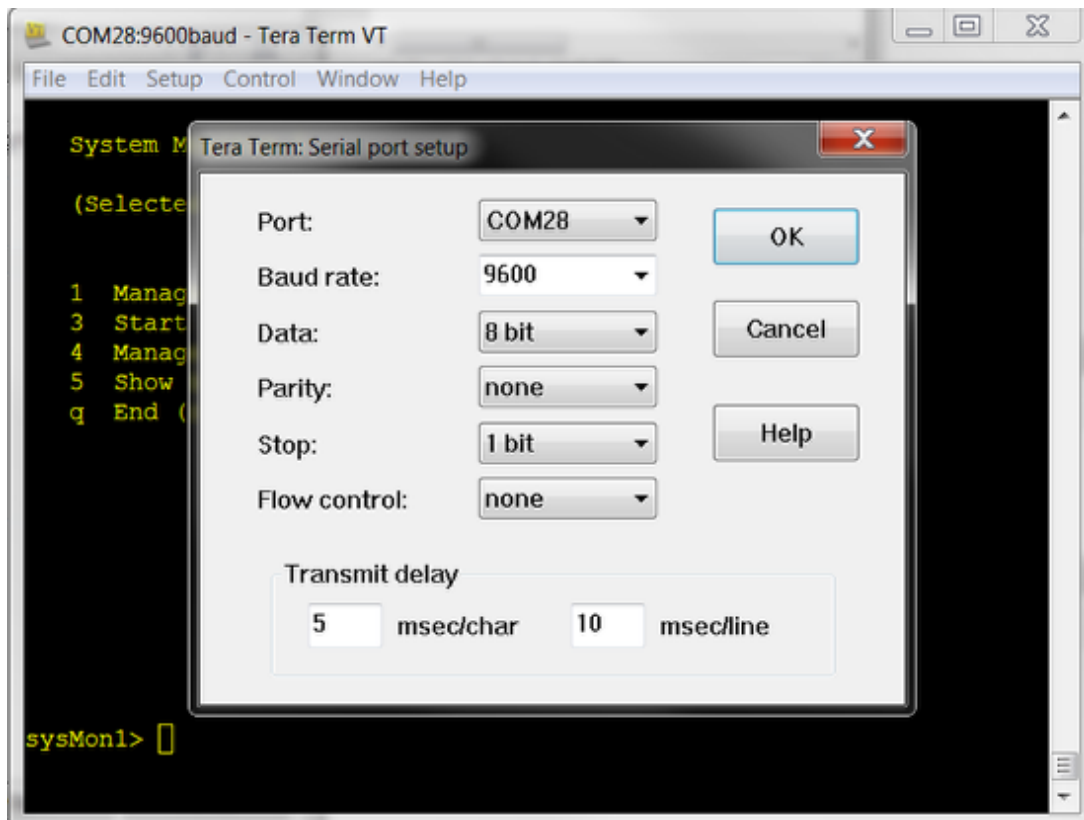 COM28:9600baud - Tera Term VT
File Edit Setup Control Window Help
System M
(Selecte
1 Manag
3 Start
4 Manag
5 Show
q End (
sysMon1>
Tera Term: Serial port setup
Port: COM28
Baud rate: 9600
Data: 8 bit
Parity: none
Stop: 1 bit
Flow control: none
OK
Cancel
Help
Transmit delay
5 msec/char 10 msec/line